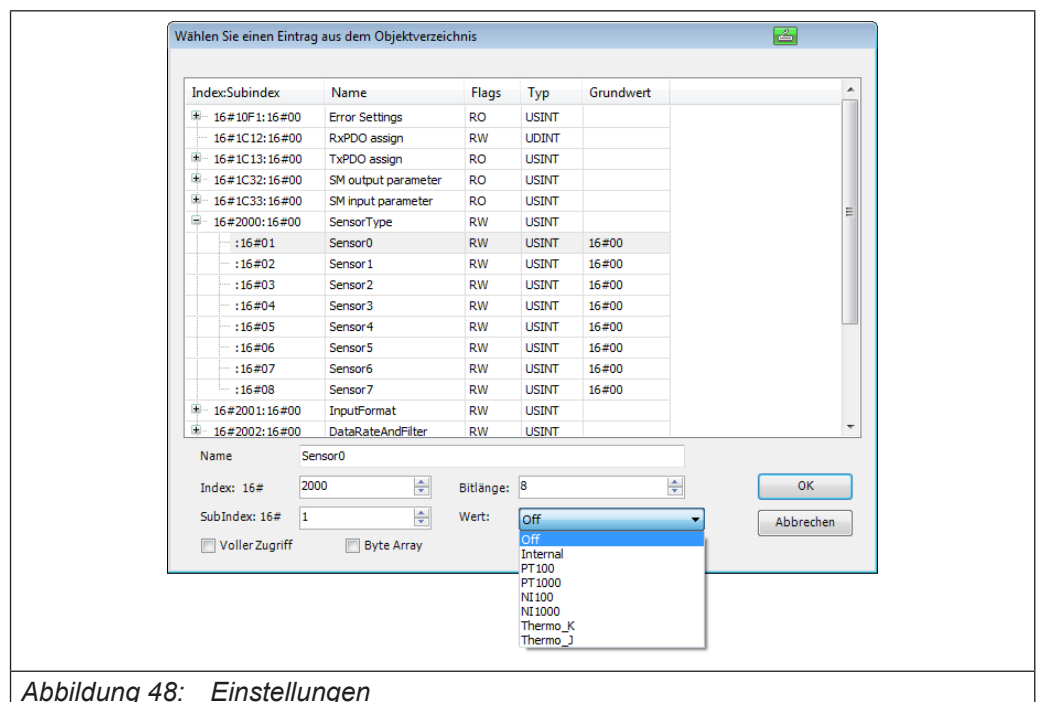 Wählen Sie einen Eintrag aus dem Objektverzeichnis
Index:Subindex Name Flags Typ Grundwert
16#10F1:16#00 Error Settings RO USINT
16#1C12:16#00 RxPDO assign RW UDINT
16#1C13:16#00 TxPDO assign RO USINT
16#1C32:16#00 SM output parameter RO USINT
16#1C33:16#00 SM input parameter RO USINT
16#2000:16#00 SensorType RW USINT
:16#01 Sensor0 RW USINT 16#00
:16#02 Sensor1 RW USINT 16#00
:16#03 Sensor2 RW USINT 16#00
:16#04 Sensor3 RW USINT 16#00
:16#05 Sensor4 RW USINT 16#00
:16#06 Sensor5 RW USINT 16#00
:16#07 Sensor6 RW USINT 16#00
:16#08 Sensor7 RW USINT 16#00
16#2001:16#00 InputFormat RW USINT
16#2002:16#00 DataRateAndFilter RW USINT
Name Sensor0
Index: 16# 2000 Bitlänge: 8 OK
SubIndex: 16# 1 Wert: Off Abbrechen
Voller Zugriff Byte Array
Off
Internal
PT100
PT1000
NI100
NI1000
Thermo_K
Thermo_J
Abbildung 48: Einstellungen